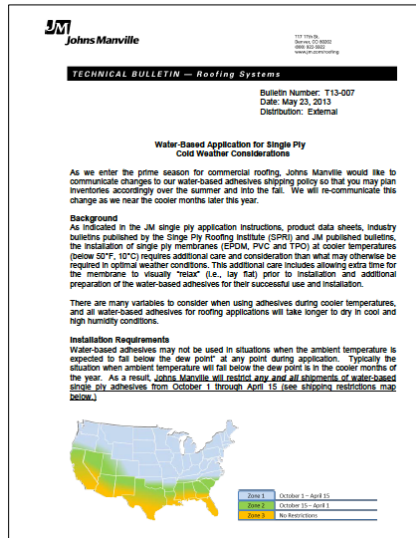 JM
Johns Manville
717 17th St.
Denver, CO 80202
www.jm.com/roofing
TECHNICAL BULLETIN — Roofing Systems
Bulletin Number: T13-007
Date: May 23, 2013
Distribution: External
Water-Based Application for Single Ply
Cold Weather Considerations
As we enter the prime season for commercial roofing, Johns Manville would like to
communicate changes to our water-based adhesives shipping policy so that you may plan
inventories accordingly over the summer and into the fall. We will re-communicate this
change as we near the cooler months later this year.
Background
As indicated in the JM single ply application instructions, product data sheets, industry
bulletins published by the Singe Ply Roofing Institute (SPRI) and JM published bulletins,
the installation of single ply membranes (EPDM, PVC and TPO) at cooler temperatures
(below 50°F, 10°C) requires additional care and consideration than what may otherwise be
required in optimal weather conditions. This additional care includes allowing extra time for
the membrane to visually "relax" (i.e., lay flat) prior to installation and additional
preparation of the water-based adhesives for their successful use and installation.
There are many variables to consider when using adhesives during cooler temperatures,
and all water-based adhesives for roofing applications will take longer to dry in cool and
high humidity conditions.
Installation Requirements
Water-based adhesives may not be used in situations when the ambient temperature is
expected to fall below the dew point* at any point during application. Typically the
situation when ambient temperature will fall below the dew point is in the cooler months of
the year. As a result, Johns Manville will restrict any and all shipments of water-based
single ply adhesives from October 1 through April 15 (see shipping restrictions map
below.)
Zone 1 October 1 – April 15
Zone 2 October 15 – April 1
Zone 3 No Restrictions